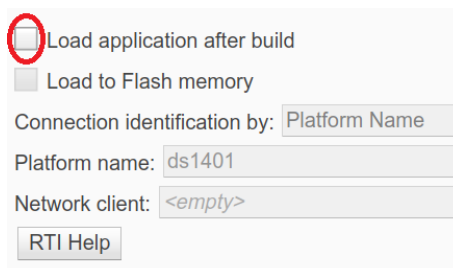 Load application after build
Load to Flash memory
Connection identification by: Platform Name
Platform name: ds1401
Network client: <empty>
RTI Help